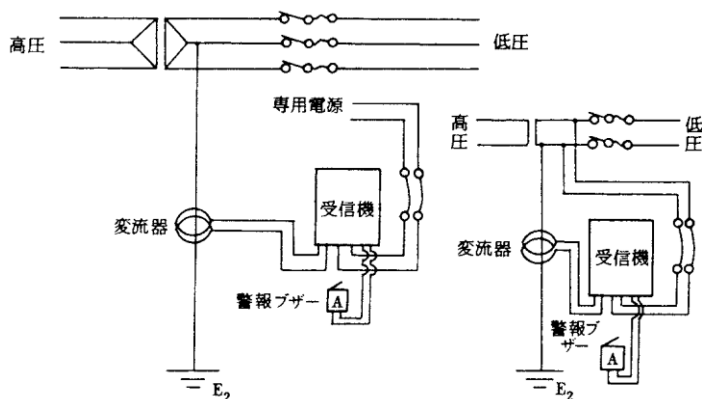 高圧
低圧
専用電源
受信機
変流器
警報ブザー
A
E₂
高
圧
低
圧
受信機
変流器
警報ブ
ザー
A
E₂